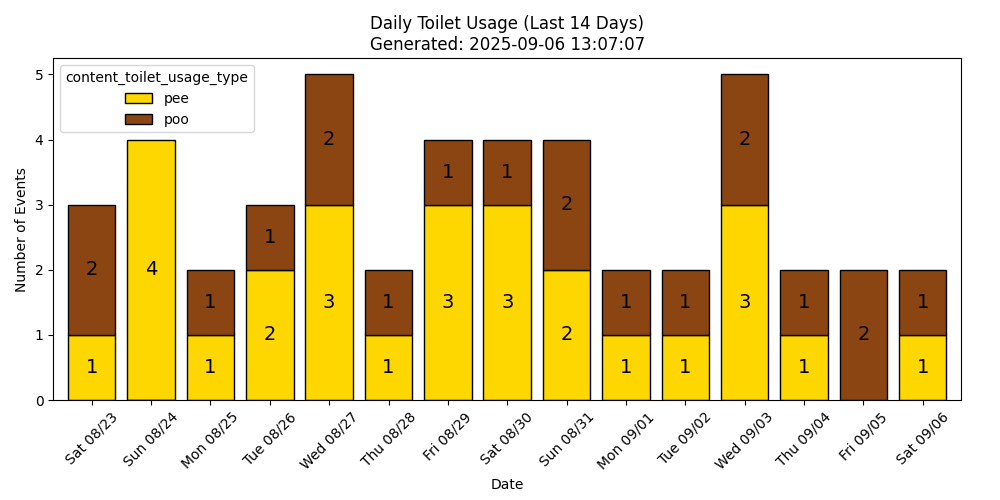 Daily Toilet Usage (Last 14 Days)
Generated: 2025-09-06 13:07:07
content_toilet_usage_type
pee
poo
Number of Events
5
4
3
2
1
0
2
1
4
1
1
1
2
2
3
1
1
1
3
1
3
2
2
1
1
1
1
2
3
1
1
2
1
1
Sat 08/23
Sun 08/24
Mon 08/25
Tue 08/26
Wed 08/27
Thu 08/28
Fri 08/29
Sat 08/30
Sun 08/31
Mon 09/01
Tue 09/02
Wed 09/03
Thu 09/04
Fri 09/05
Sat 09/06
Date